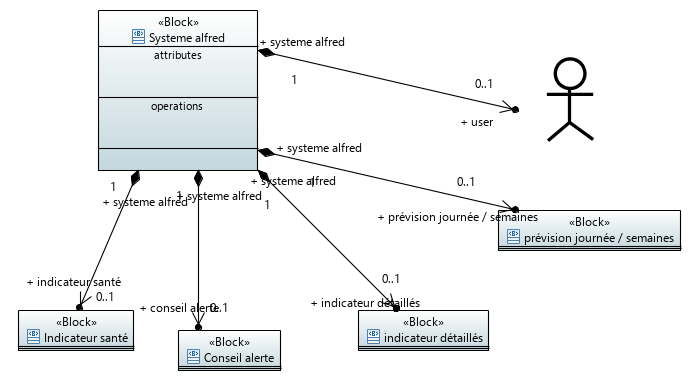 «Block»
Systeme alfred
attributes
operations
+ systeme alfred
1
0..1
+ user
+ systeme alfred
1
0..1
+ prévision journée / semaines
«Block»
prévision journée / semaines
+ systeme alfred
1
0..1
+ indicateur détaillés
«Block»
indicateur détaillés
1
+ systeme alfred
0..1
+ conseil alerte
«Block»
Conseil alerte
1
+ systeme alfred
+ indicateur santé
0..1
«Block»
Indicateur santé